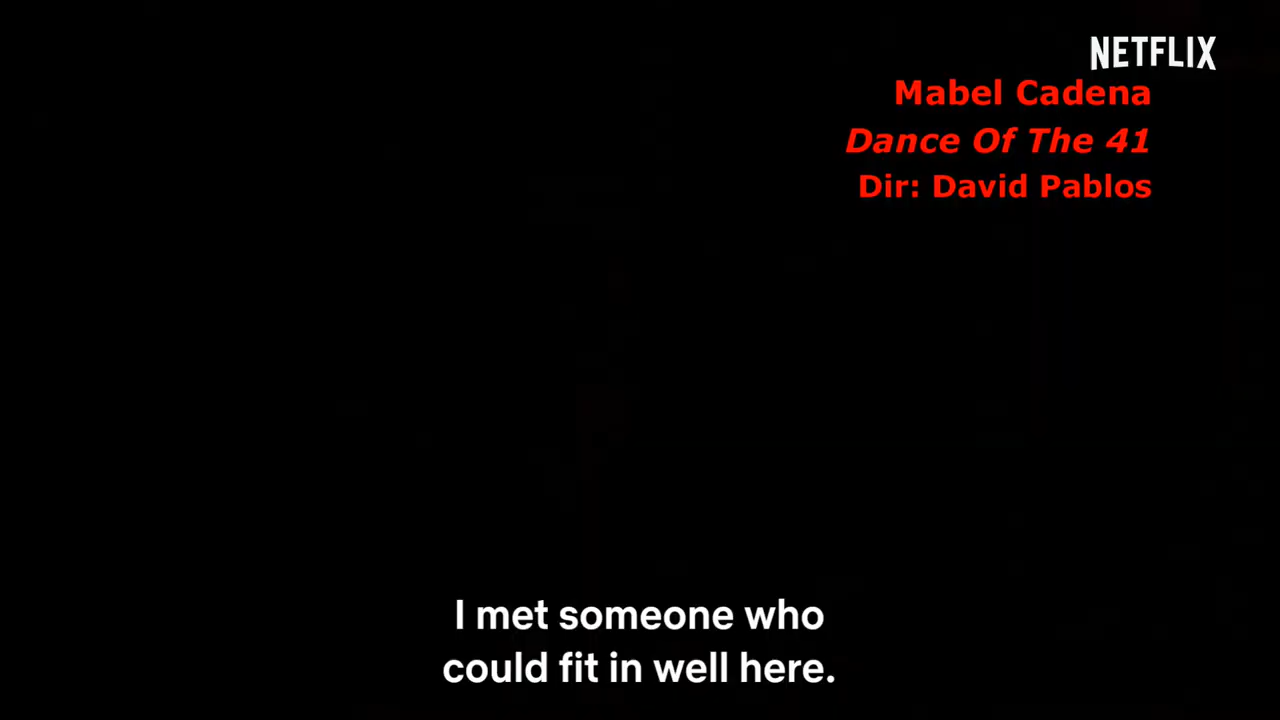 NETFLIX
Mabel Cadena
Dance Of The 41
Dir: David Pablos
I met someone who
could fit in well here.